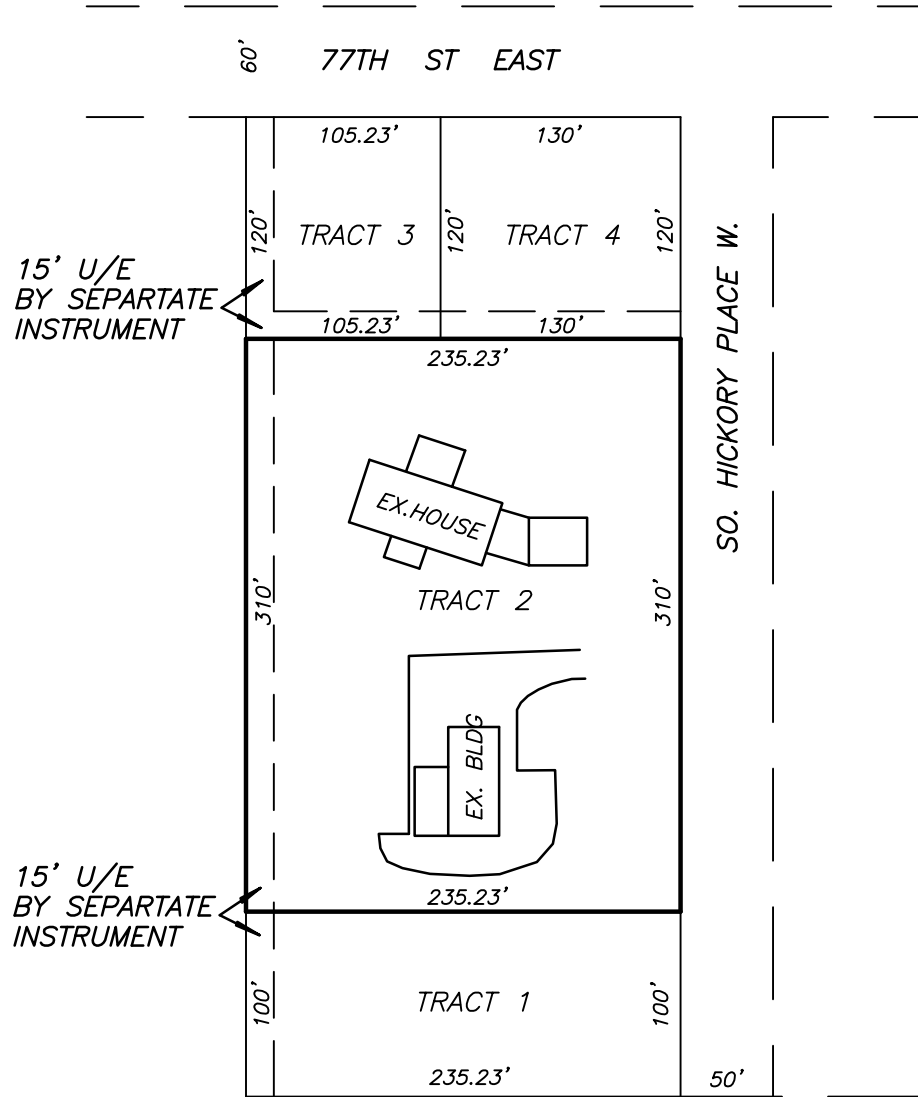 60'
77TH ST EAST
105.23'
130'
120'
TRACT 3
120'
TRACT 4
120'
SO. HICKORY PLACE W.
15' U/E
BY SEPARTATE
INSTRUMENT
105.23'
130'
235.23'
EX.HOUSE
310'
TRACT 2
310'
EX. BLDG
15' U/E
BY SEPARTATE
INSTRUMENT
235.23'
100'
TRACT 1
100'
235.23'
50'